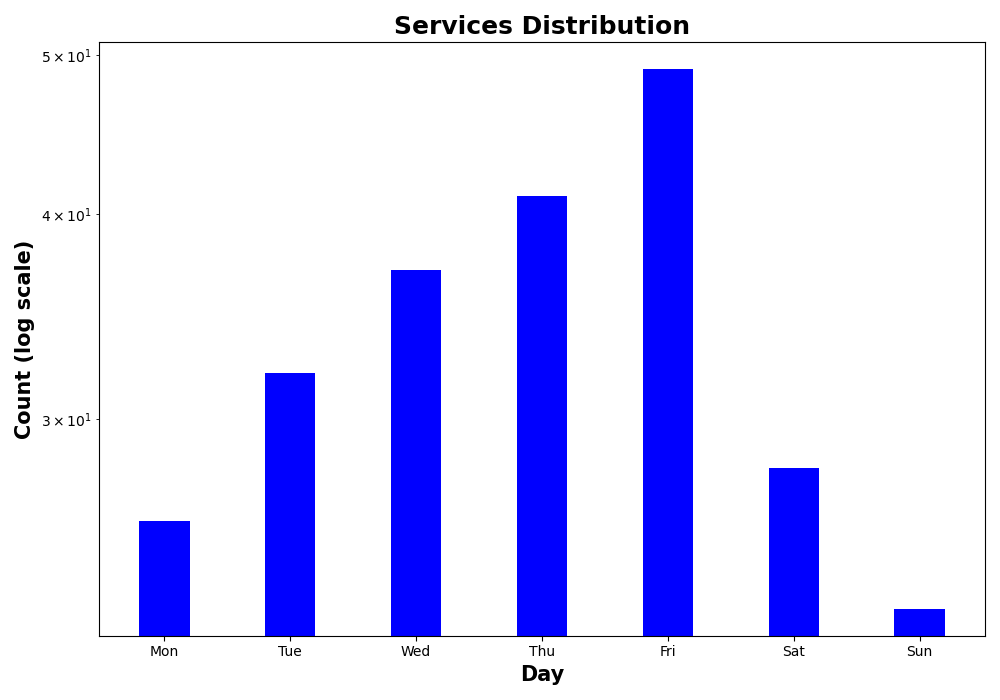 Services Distribution
5 × 10¹
4 × 10¹
3 × 10¹
Count (log scale)
Mon Tue Wed Thu Fri Sat Sun
Day